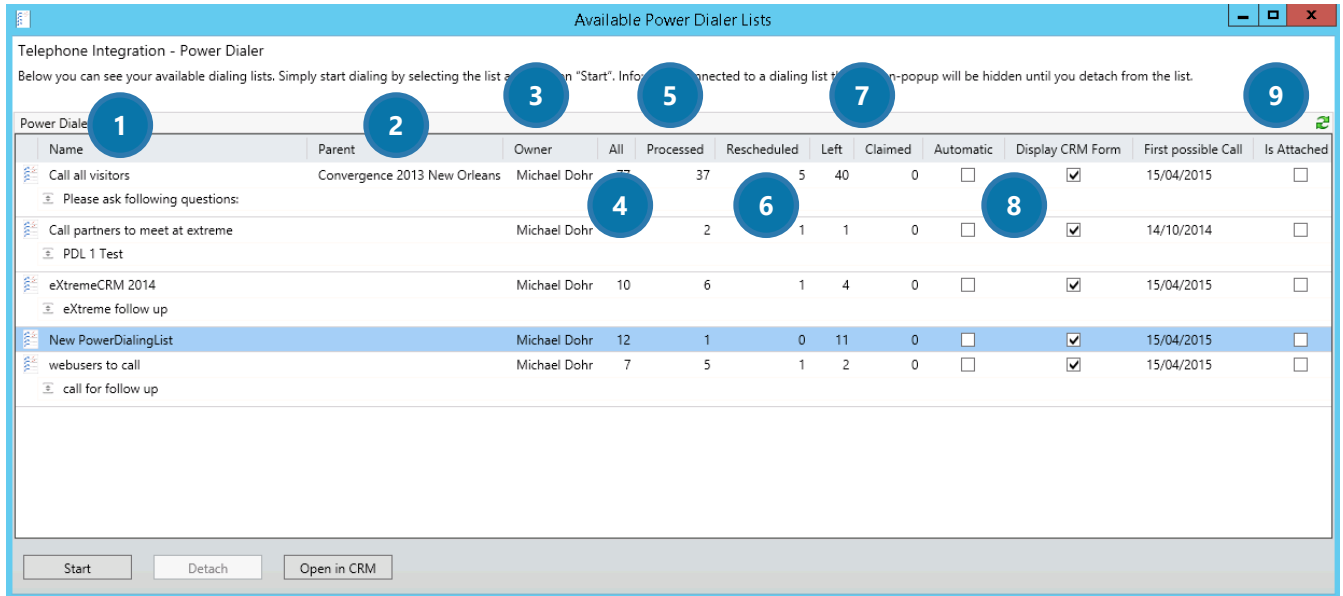 Available Power Dialer Lists
Telephone Integration - Power Dialer
Below you can see your available dialing lists. Simply start dialing by selecting the list "Start". to a dialing list will be hidden until you detach from the list.
1 2 3 4 5 6 7 8 9
Power
Name Parent Owner All Processed Rescheduled Left Claimed Automatic Display CRM Form First possible Call Is Attached
Call all visitors Convergence 2013 New Orleans Michael Dohr 77 37 5 40 0 15/04/2015
Please ask following questions:
Call partners to meet at extreme Michael Dohr 2 1 1 0 14/10/2014
PDL 1 Test
eXtremeCRM 2014 Michael Dohr 10 6 1 4 0 15/04/2015
eXtreme follow up
New PowerDialingList Michael Dohr 12 1 0 11 0 15/04/2015
webusers to call Michael Dohr 7 5 1 2 0 15/04/2015
call for follow up
Start Detach Open in CRM